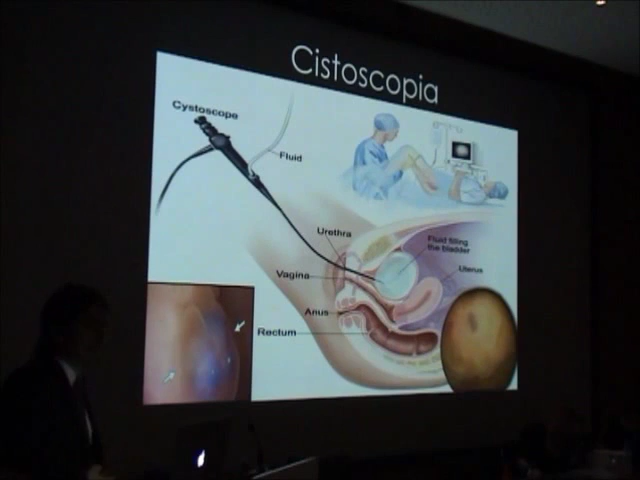 Cistoscopia
Cystoscope
Fluid
Urethra
Fluid filling
the bladder
Vagina
Uterus
Anus
Rectum